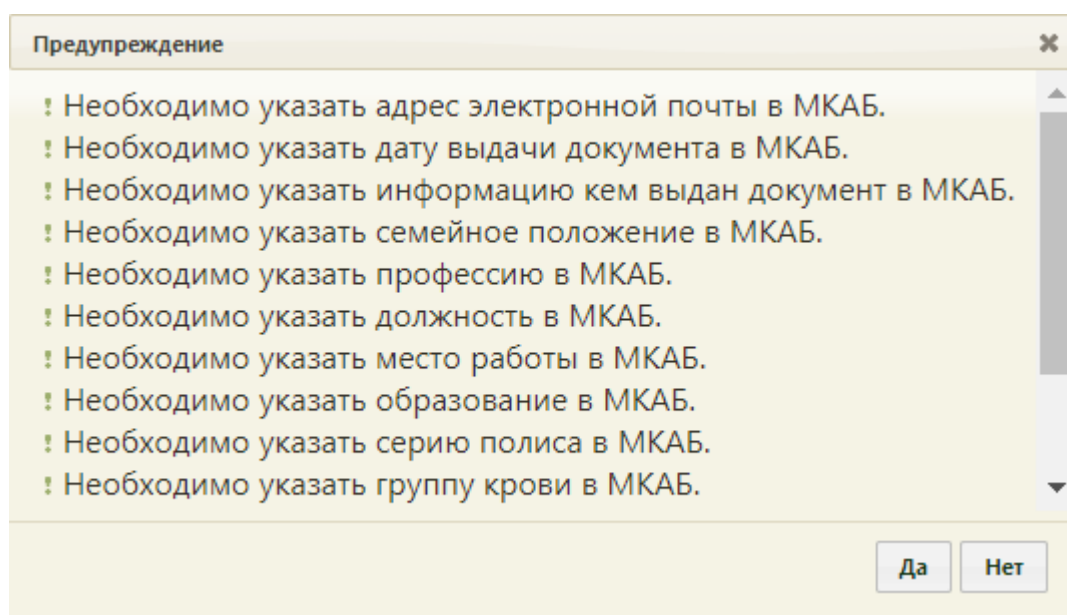 Предупреждение
Необходимо указать адрес электронной почты в МКАБ.
Необходимо указать дату выдачи документа в МКАБ.
Необходимо указать информацию кем выдан документ в МКАБ.
Необходимо указать семейное положение в МКАБ.
Необходимо указать профессию в МКАБ.
Необходимо указать должность в МКАБ.
Необходимо указать место работы в МКАБ.
Необходимо указать образование в МКАБ.
Необходимо указать серию полиса в МКАБ.
Необходимо указать группу крови в МКАБ.
Да Нет